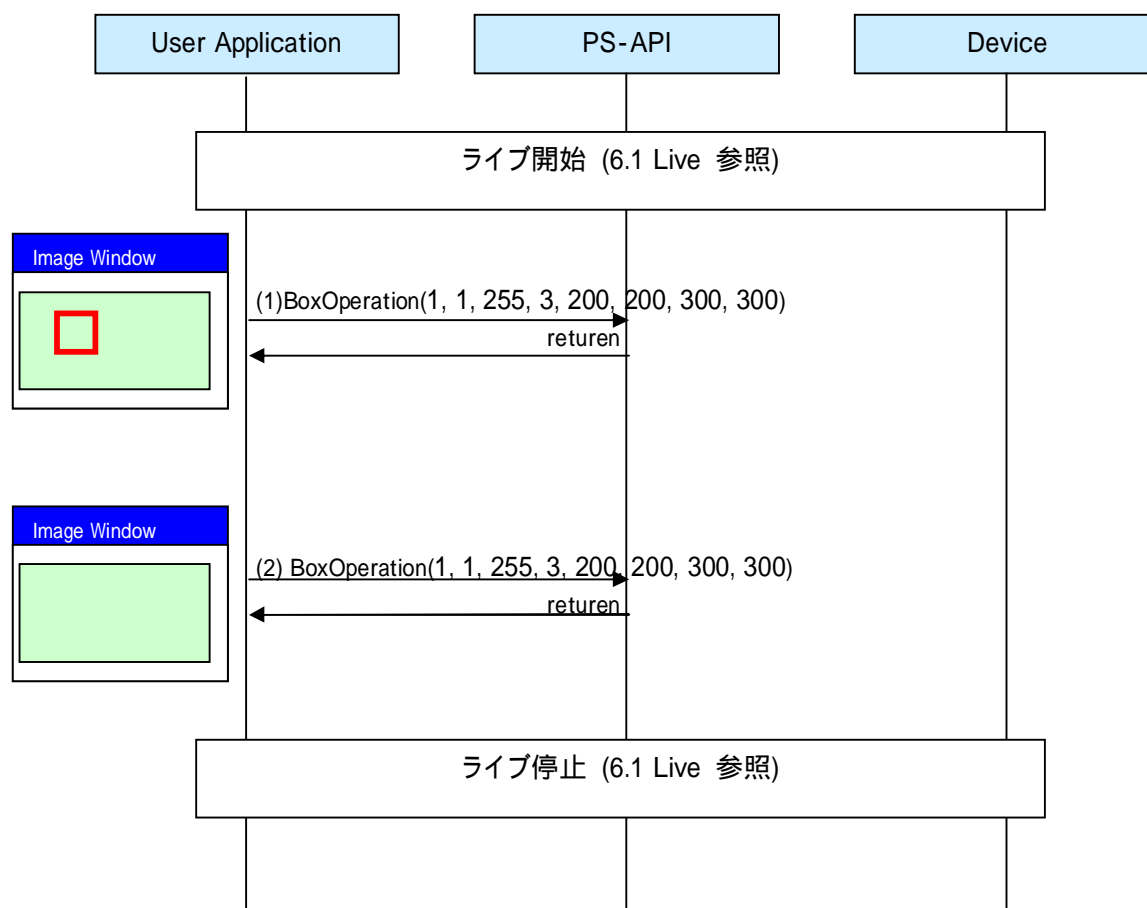 User Application
PS-API
Device
ライブ開始 (6.1 Live 参照)
Image Window
(1)BoxOperation(1, 1, 255, 3, 200, 200, 300, 300)
returen
Image Window
(2) BoxOperation(1, 1, 255, 3, 200, 200, 300, 300)
returen
ライブ停止 (6.1 Live 参照)